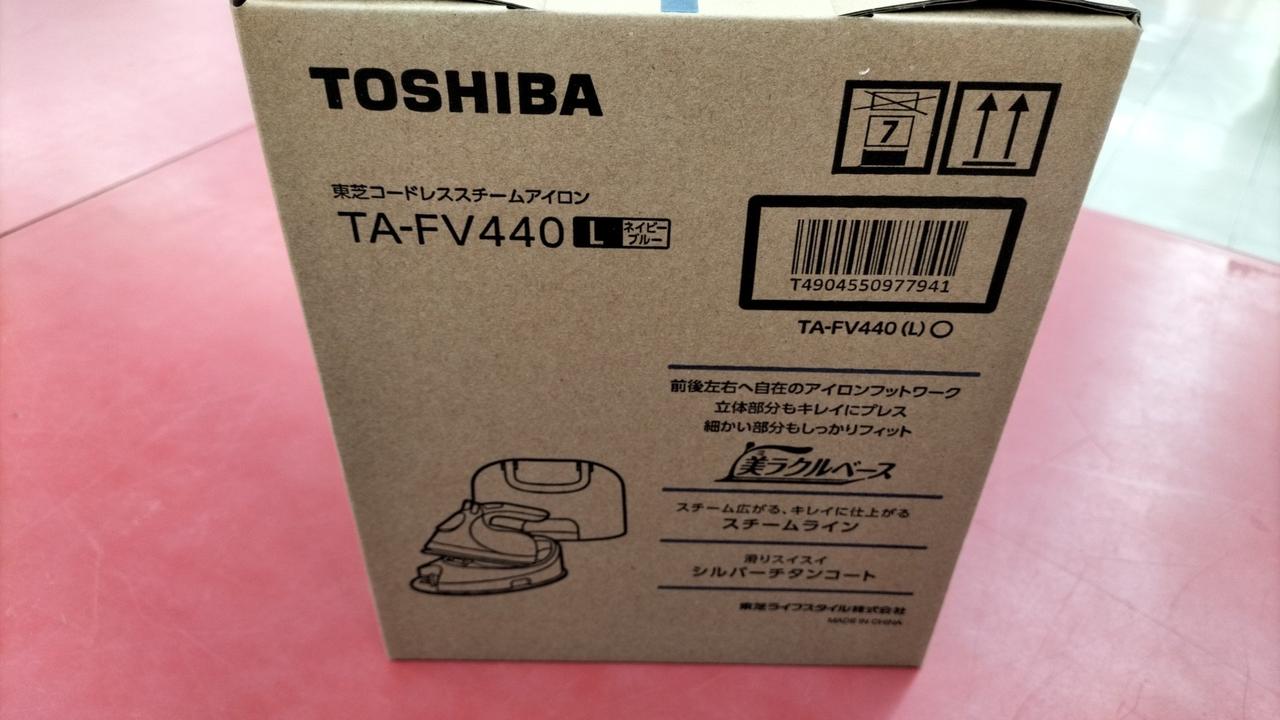 TOSHIBA
7
東芝コードレススチームアイロン
TA-FV440 L ネイビーブルー
T4904550977941
TA-FV440(L)○
前後左右へ自在のアイロンフットワーク
立体部分もキレイにプレス
細かい部分もしっかりフィット
美ラクルベース
スチーム広がる、キレイに仕上がる
スチームライン
滑りスイスイ
シルバーチタンコート
東芝ライフスタイル株式会社
MADE IN CHINA